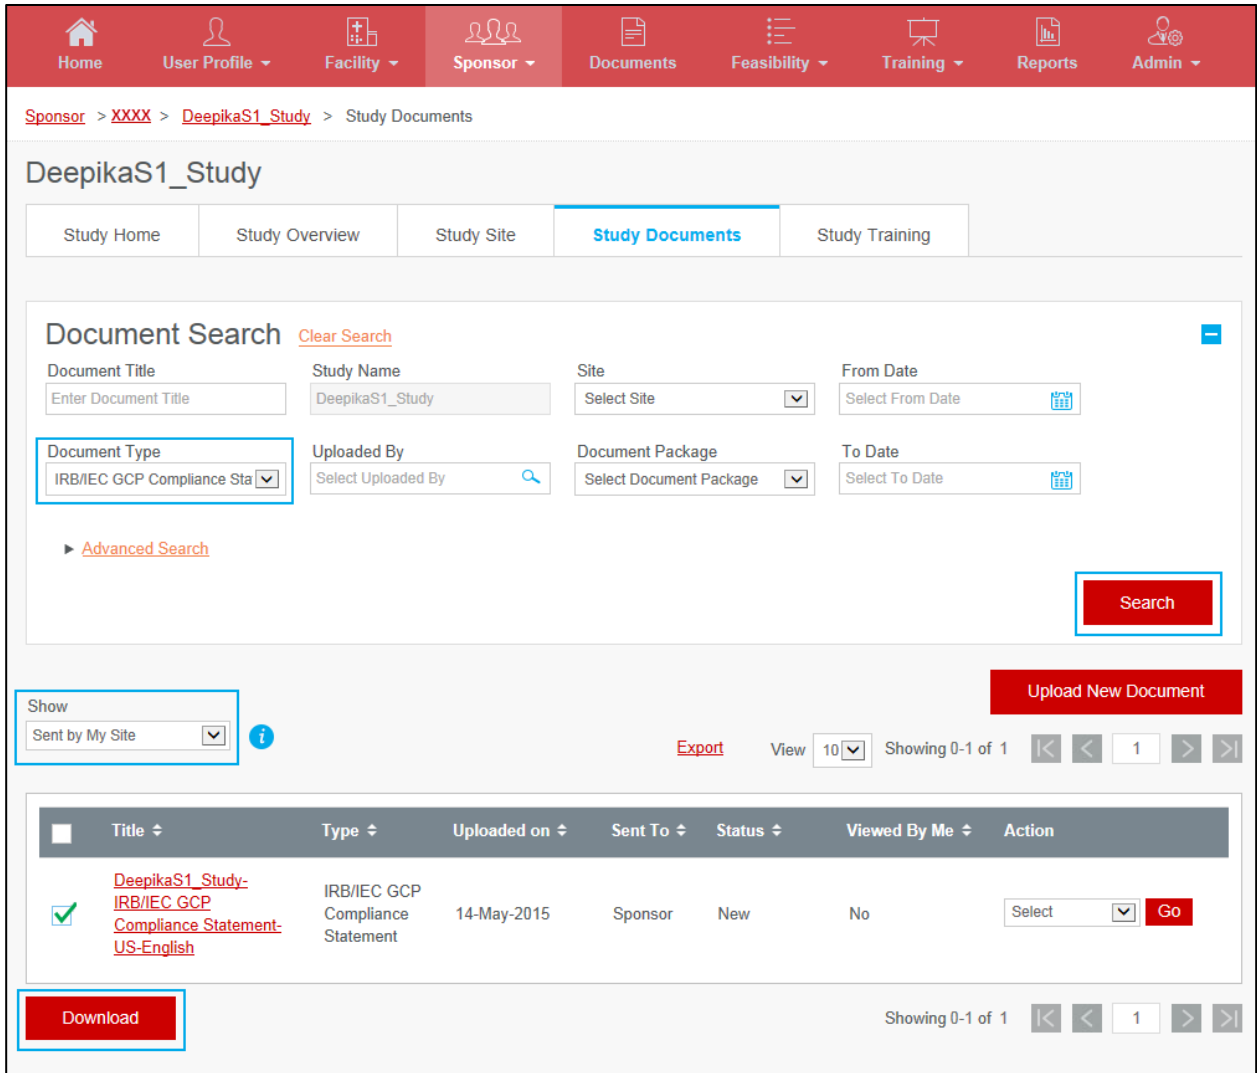 Home User Profile Facility Sponsor Documents Feasibility Training Reports Admin
Sponsor > XXXX > DeepikaS1_Study > Study Documents
DeepikaS1_Study
Study Home Study Overview Study Site Study Documents Study Training
Document Search Clear Search
Document Title Study Name Site From Date
Enter Document Title DeepikaS1_Study Select Site Select From Date
Document Type Uploaded By Document Package To Date
IRB/IEC GCP Compliance Sta Select Uploaded By Select Document Package Select To Date
Advanced Search
Search
Upload New Document
Show
Sent by My Site i
Export View 10 Showing 0-1 of 1 1
Title Type Uploaded on Sent To Status Viewed By Me Action
DeepikaS1_Study-
IRB/IEC GCP
Compliance Statement-
US-English
IRB/IEC GCP
Compliance
Statement
14-May-2015 Sponsor New No Select Go
Download Showing 0-1 of 1 1